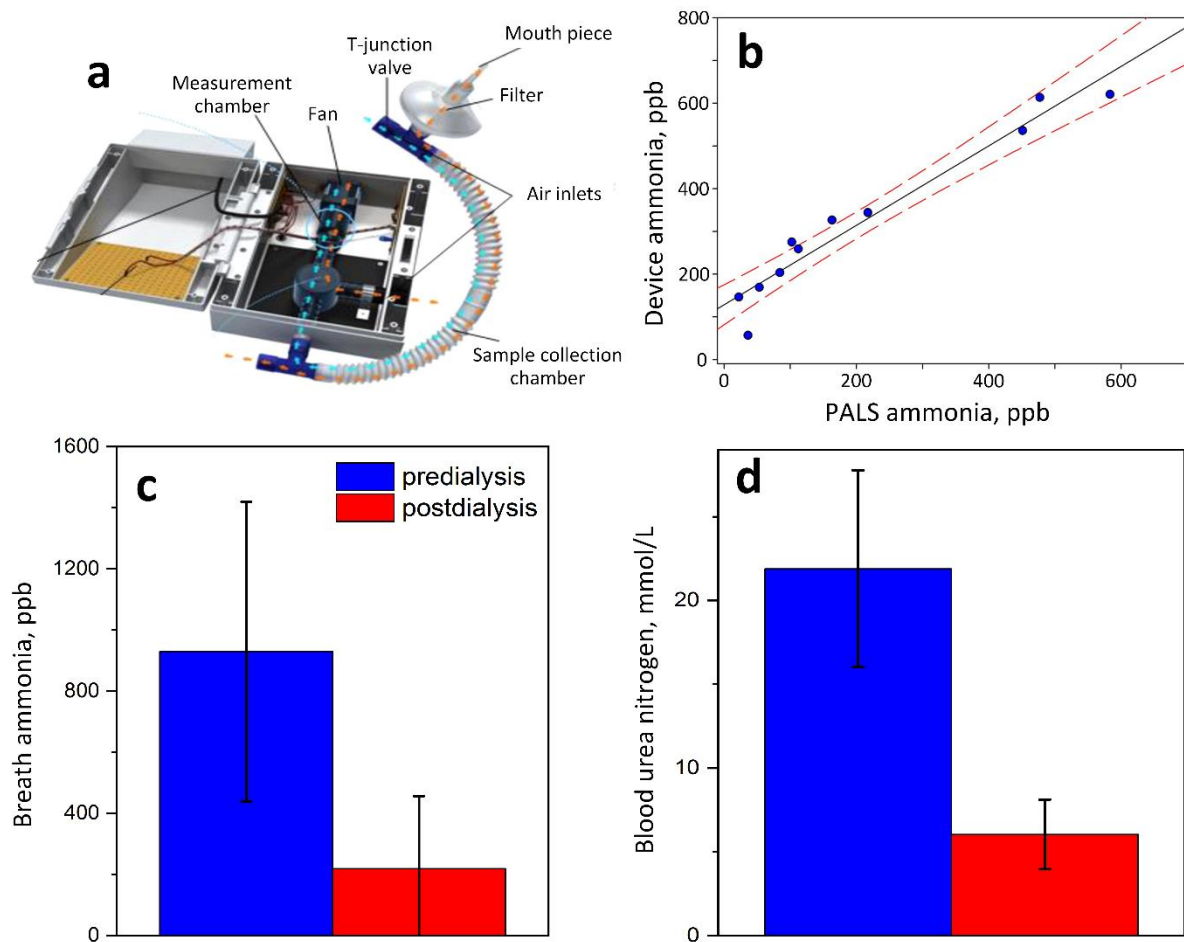 a
T-junction
valve
Mouth piece
Measurement
chamber
Filter
Fan
Air inlets
Sample collection
chamber
b
Device ammonia, ppb
800
600
400
200
0
0
200
400
600
PALS ammonia, ppb
c
Breath ammonia, ppb
1600
1200
800
400
0
predialysis
postdialysis
d
Blood urea nitrogen, mmol/L
20
10
0